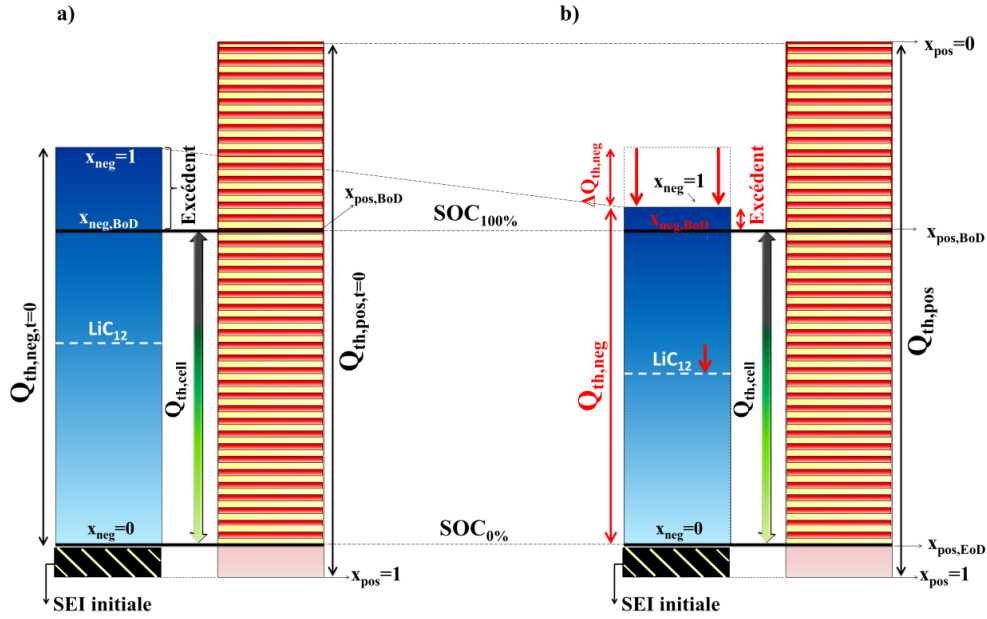 a)
b)
x_pos=0
x_neg=1
Excédent
x_neg,BoD
x_pos,BoD
SOC_100%
Q_th,neg,t=0
LiC_12
Q_th,cell
Q_th,pos,t=0
x_neg=0
SOC_0%
x_pos=1
SEI initiale
ΔQ_th,neg
x_neg=1
Excédent
x_neg,BoD
x_pos,BoD
Q_th,neg
LiC_12
Q_th,cell
Q_th,pos
x_neg=0
x_pos,EoD
x_pos=1
SEI initiale